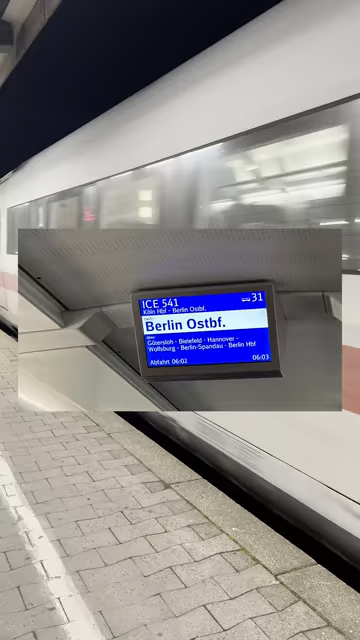 ICE 541
31
Köln Hbf - Berlin Ostbf.
Berlin Ostbf.
Gütersloh - Bielefeld - Hannover -
Wolfsburg - Berlin-Spandau - Berlin Hbf
Abfahrt 06:02
06:03